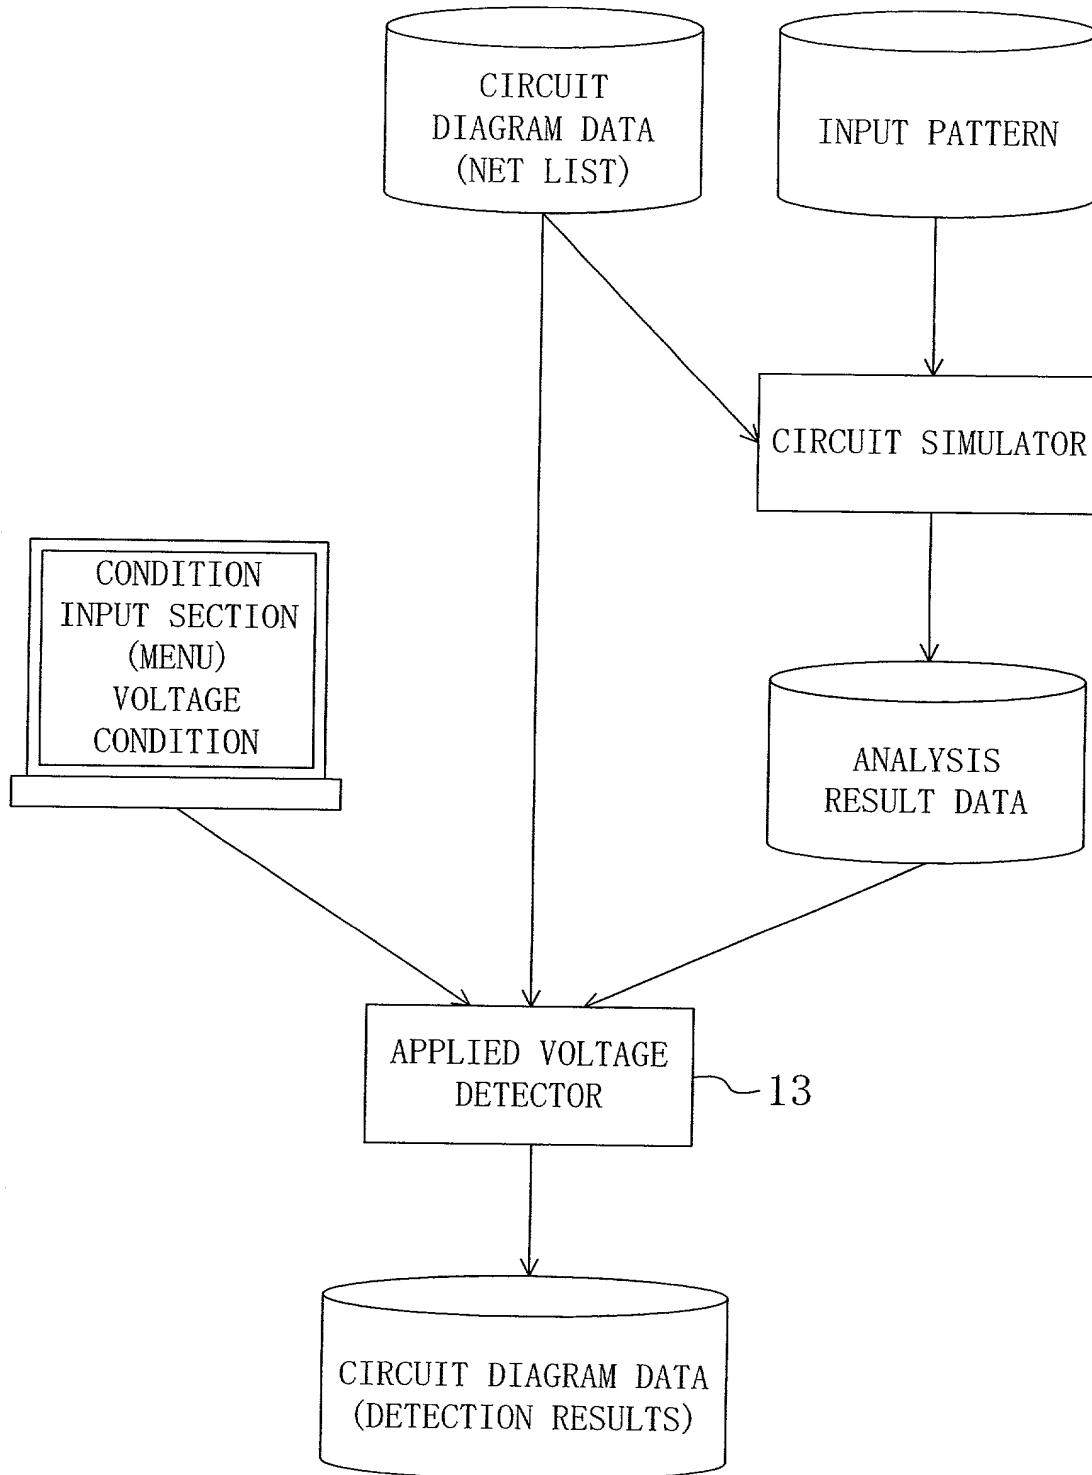 CIRCUIT
DIAGRAM DATA
(NET LIST)
INPUT PATTERN
CIRCUIT SIMULATOR
CONDITION
INPUT SECTION
(MENU)
VOLTAGE
CONDITION
ANALYSIS
RESULT DATA
APPLIED VOLTAGE
DETECTOR
13
CIRCUIT DIAGRAM DATA
(DETECTION RESULTS)